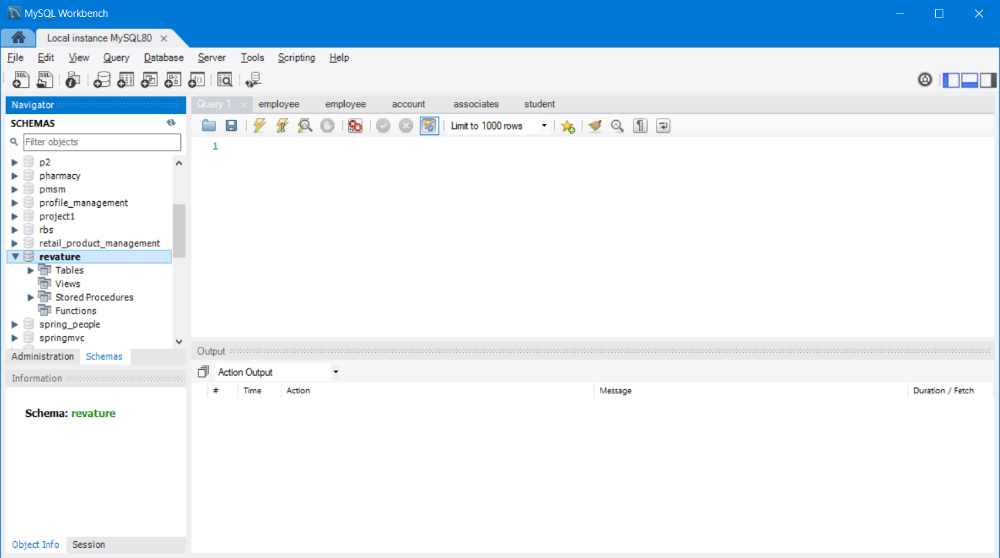 MySQL Workbench
Local instance MySQL80
File Edit View Query Database Server Tools Scripting Help
Navigator
SCHEMAS
Filter objects
p2
pharmacy
pmsm
profile_management
project1
rbs
retail_product_management
revature
Tables
Views
Stored Procedures
Functions
spring_people
springmvc
Administration Schemas
Information
Schema: revature
Object Info Session
Query 1 employee employee account associates student
Limit to 1000 rows
1
Output
Action Output
# Time Action Message Duration / Fetch